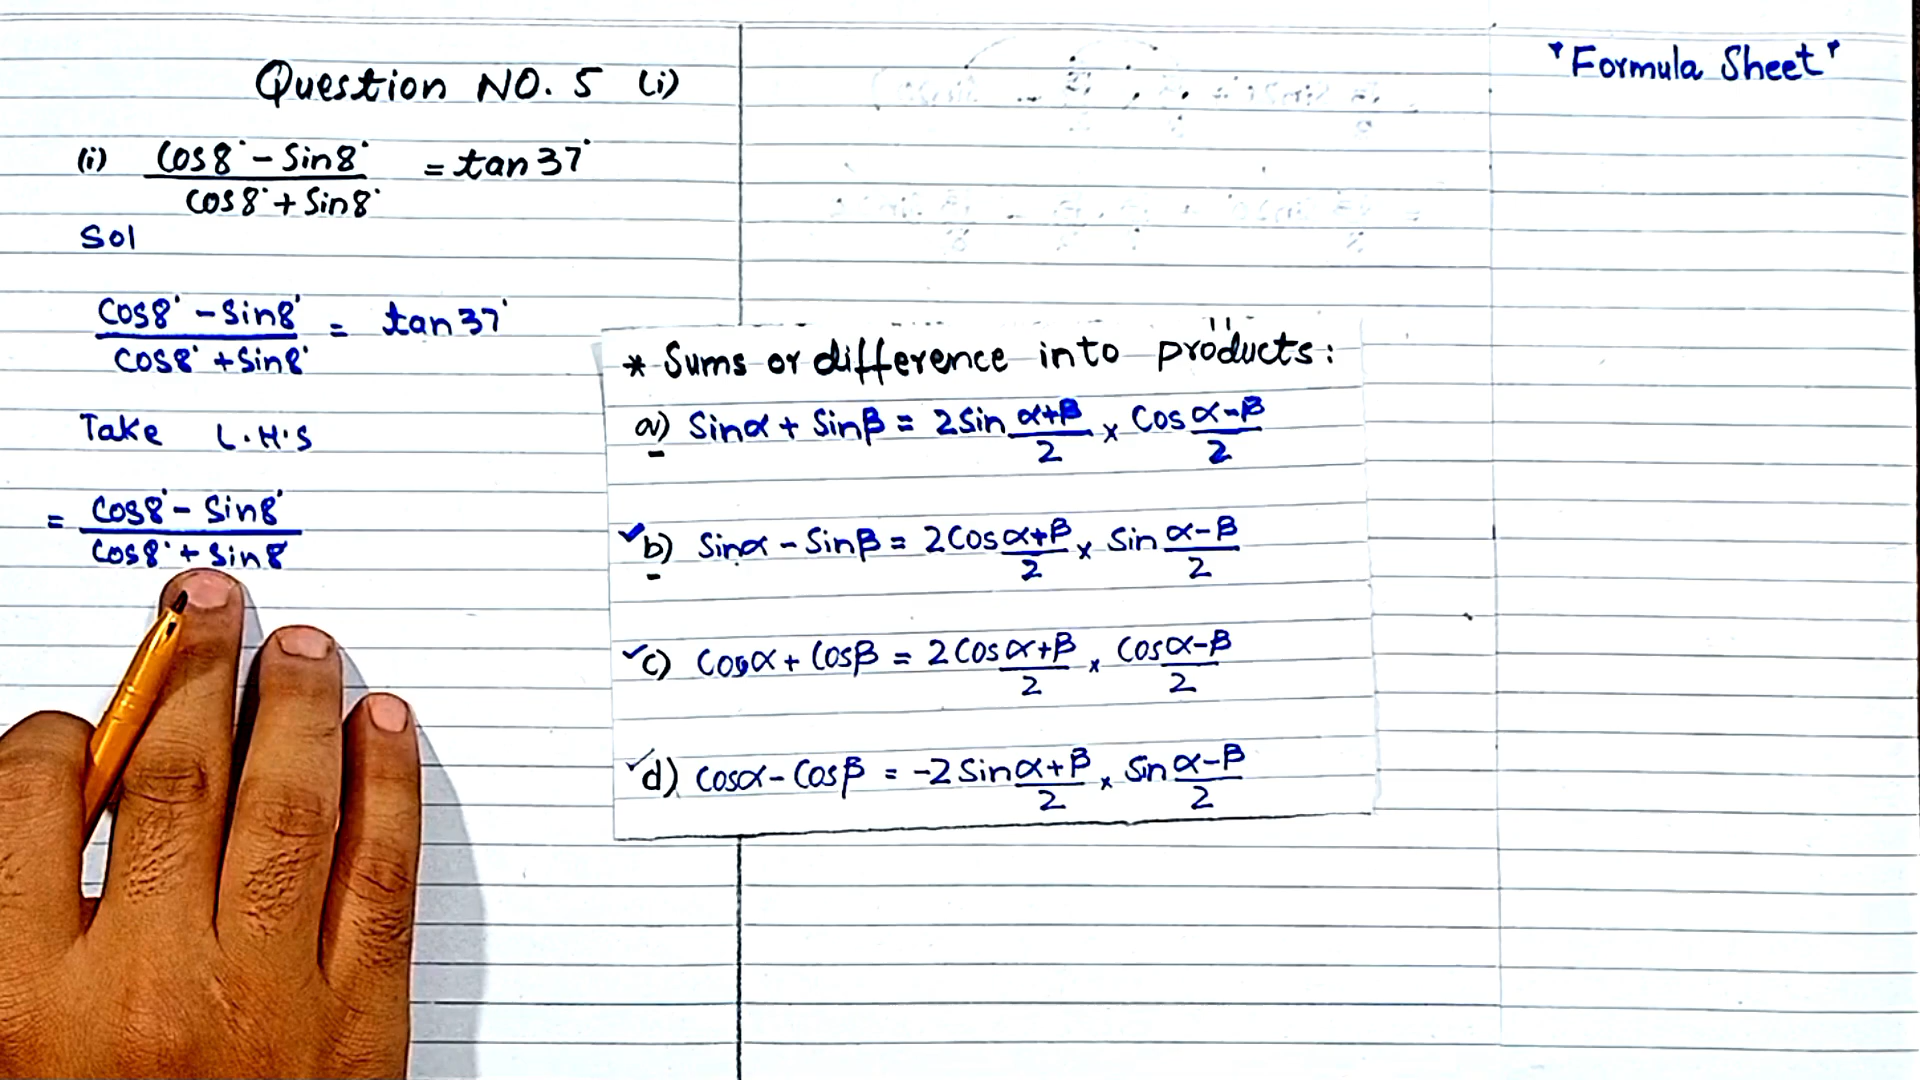 Question NO. 5 (i)
(i) Cos8° - Sin8° / Cos8° + Sin8° = tan37°
Sol
Cos8° - Sin8° / Cos8° + Sin8° = tan37°
Take L.H.S
= Cos8° - Sin8° / Cos8° + Sin8°
* Sums or difference into products:
a) Sinα + Sinβ = 2Sin α+β/2 × Cos α-β/2
b) Sinα - Sinβ = 2Cos α+β/2 × Sin α-β/2
c) Cosα + Cosβ = 2Cos α+β/2 × Cos α-β/2
d) Cosα - Cosβ = -2Sin α+β/2 × Sin α-β/2
"Formula Sheet"